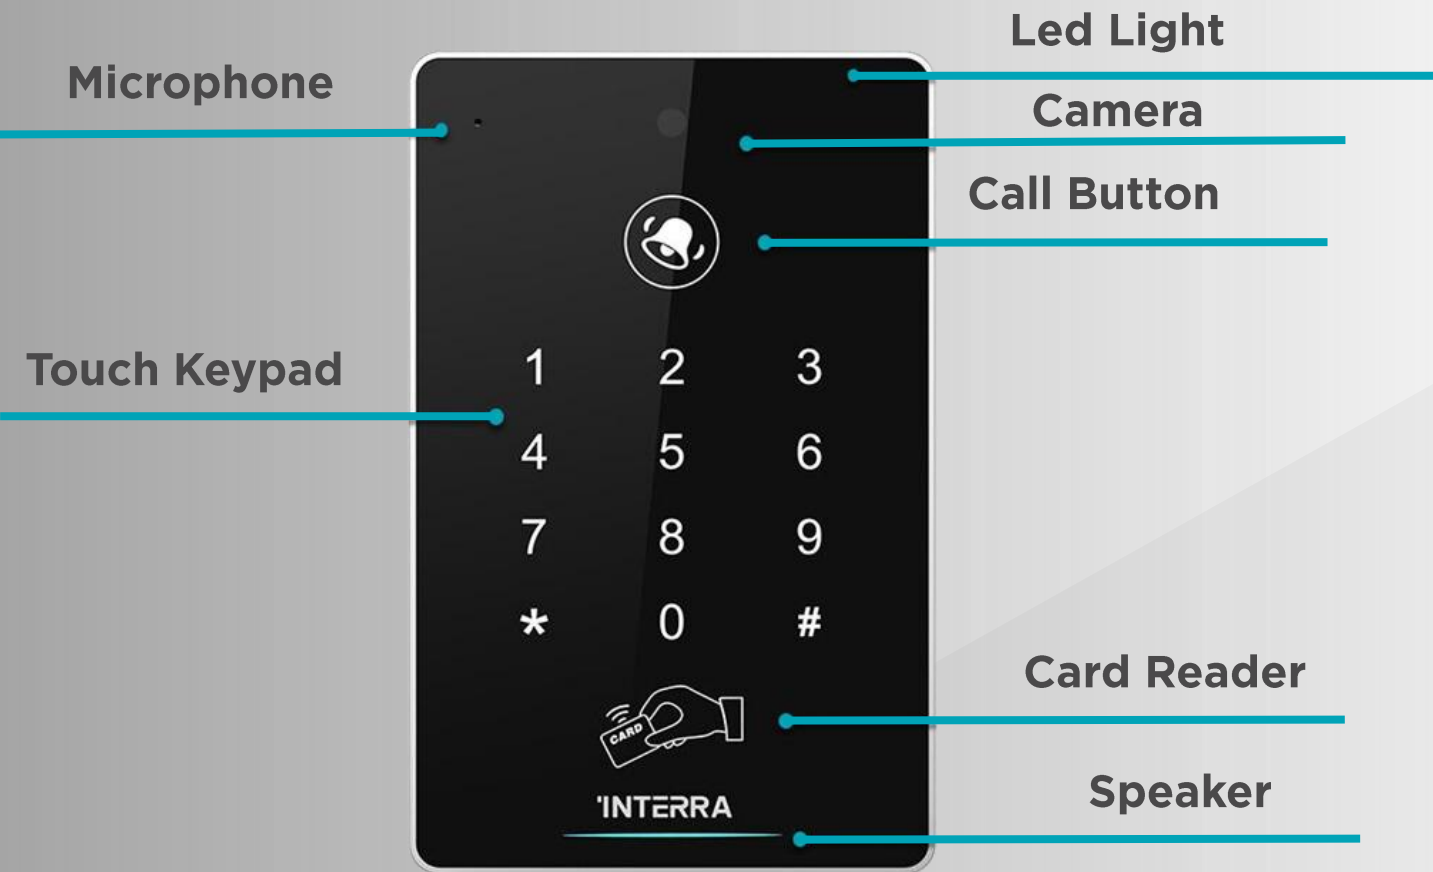 Led Light
Microphone
Camera
Call Button
Touch Keypad
1 2 3
4 5 6
7 8 9
* 0 #
Card Reader
CARD
INTERRA
Speaker